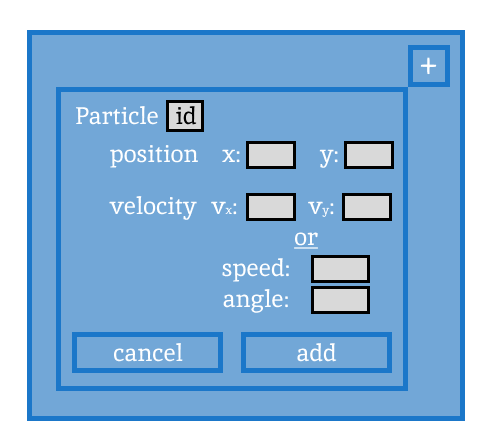 +
Particle id
position x: y:
velocity vx: vy:
or
speed:
angle:
cancel add